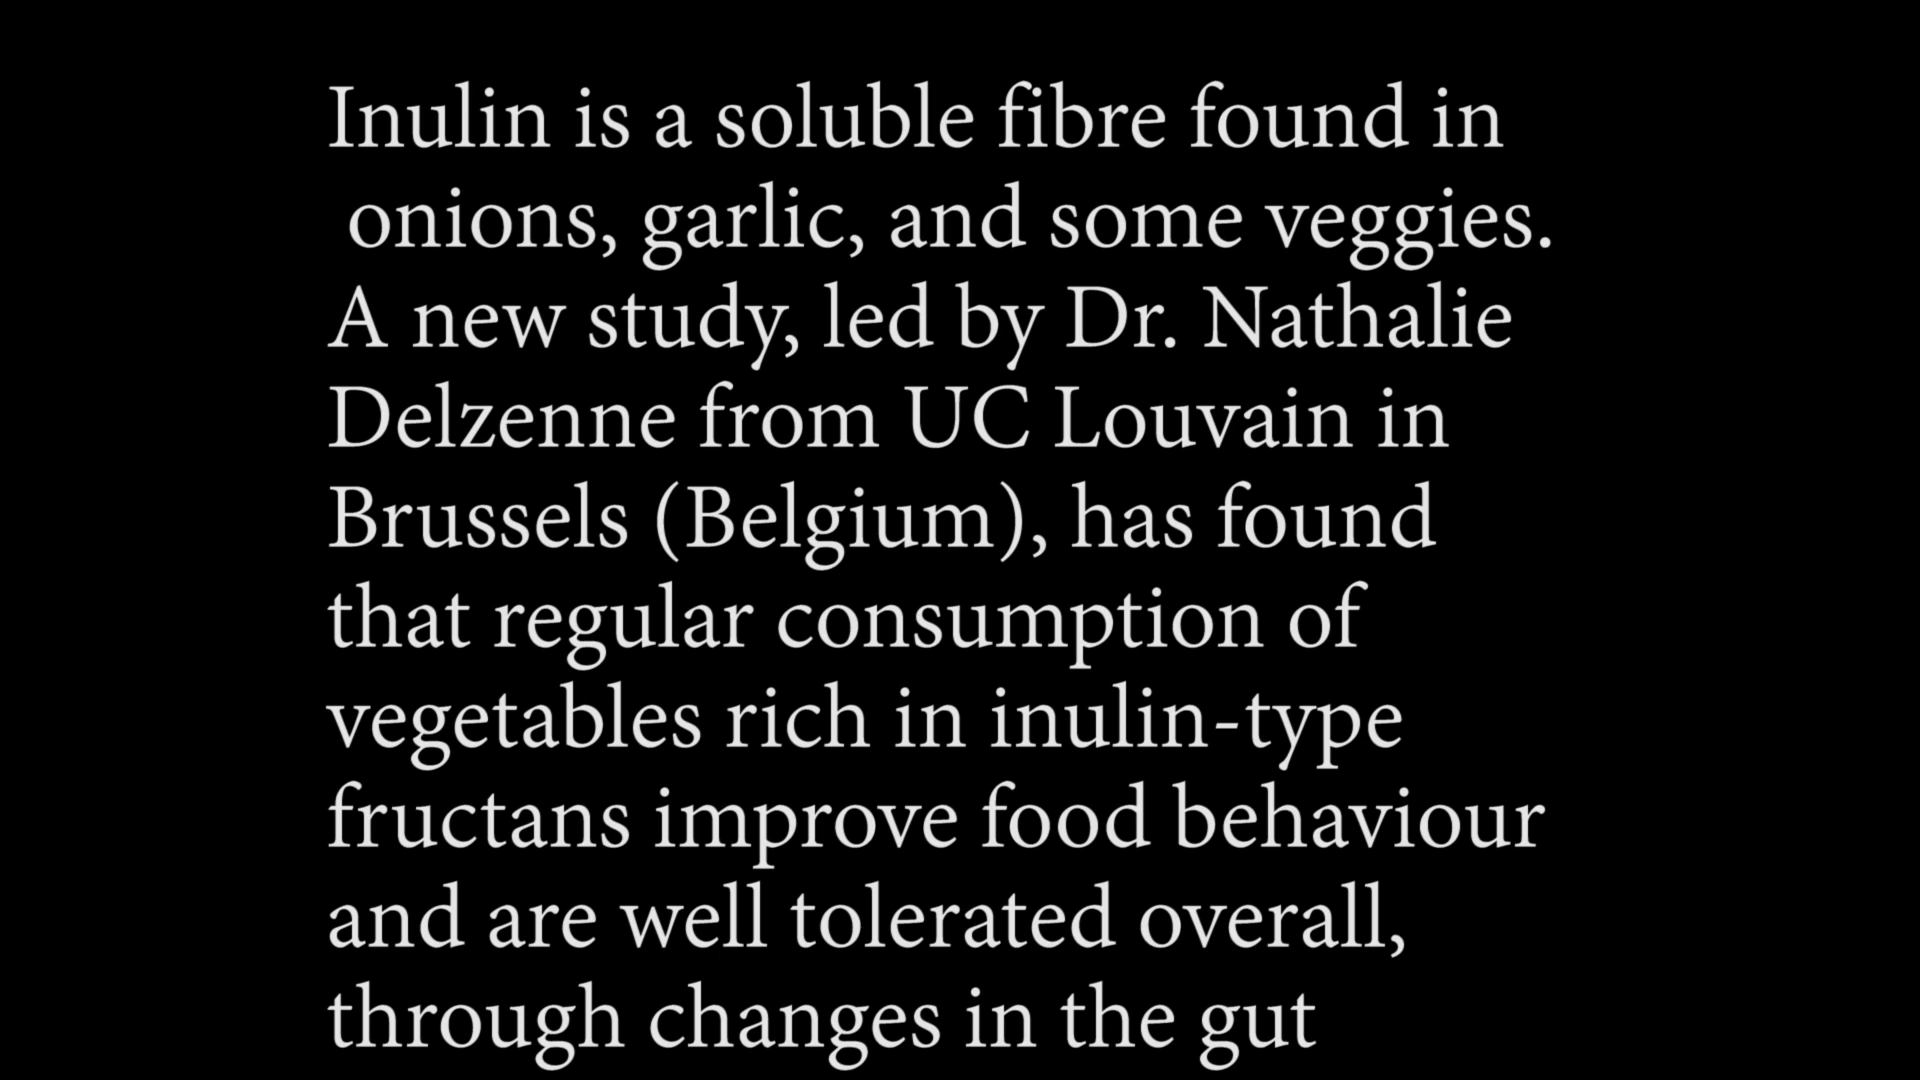 Inulin is a soluble fibre found in
onions, garlic, and some veggies.
A new study, led by Dr. Nathalie
Delzenne from UC Louvain in
Brussels (Belgium), has found
that regular consumption of
vegetables rich in inulin-type
fructans improve food behaviour
and are well tolerated overall,
through changes in the gut